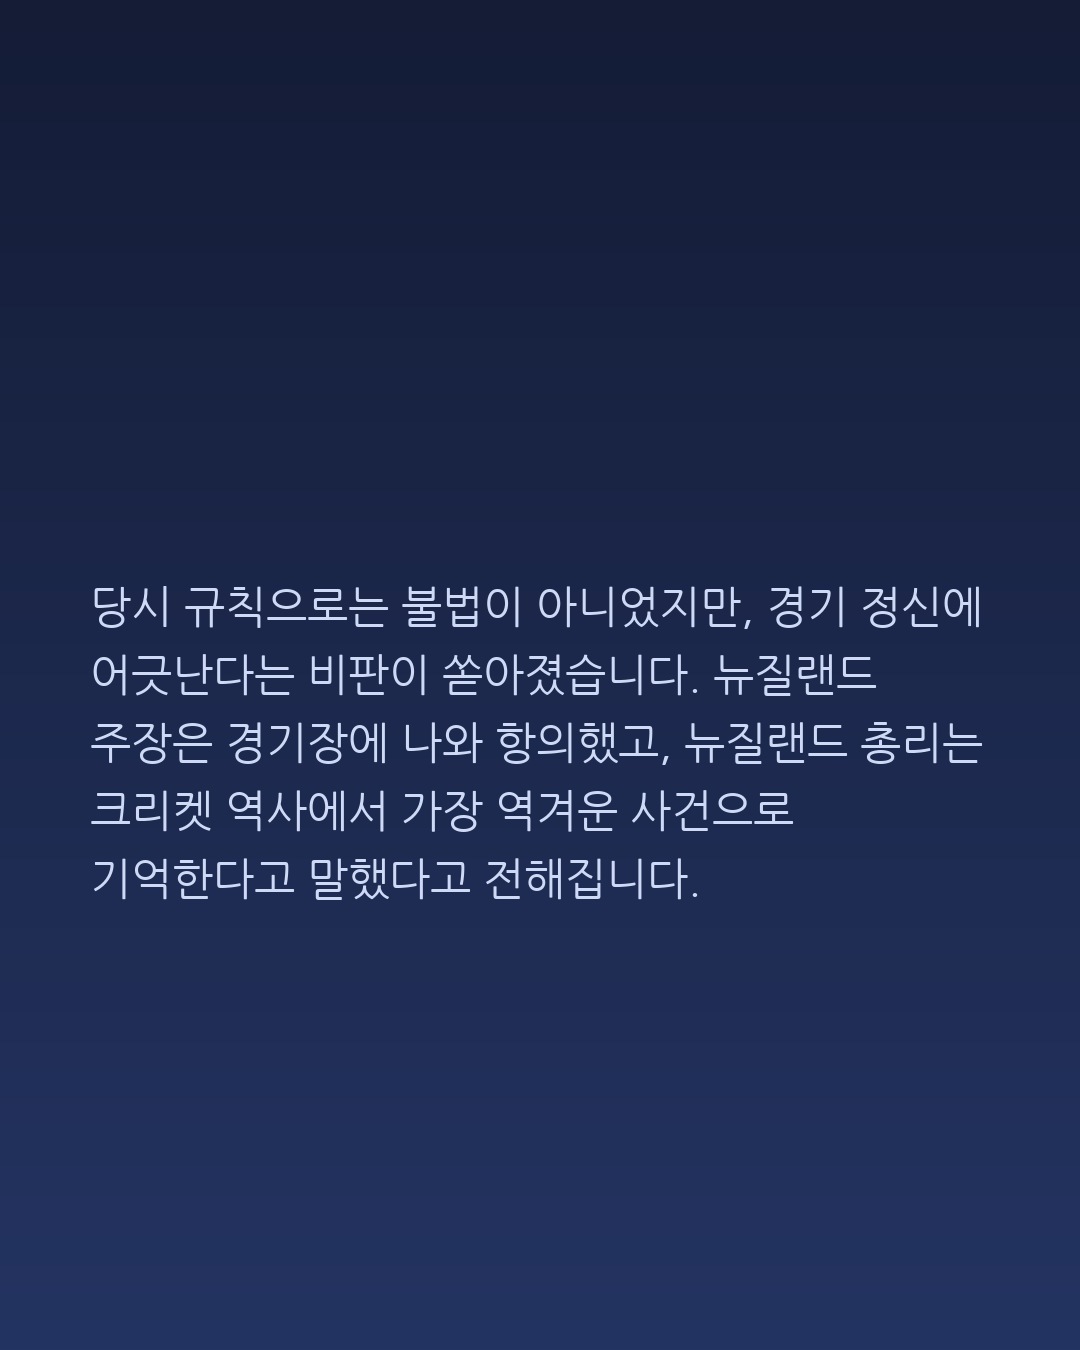 당시 규칙으로는 불법이 아니었지만, 경기 정신에
어긋난다는 비판이 쏟아졌습니다. 뉴질랜드
주장은 경기장에 나와 항의했고, 뉴질랜드 총리는
크리켓 역사에서 가장 역겨운 사건으로
기억한다고 말했다고 전해집니다.